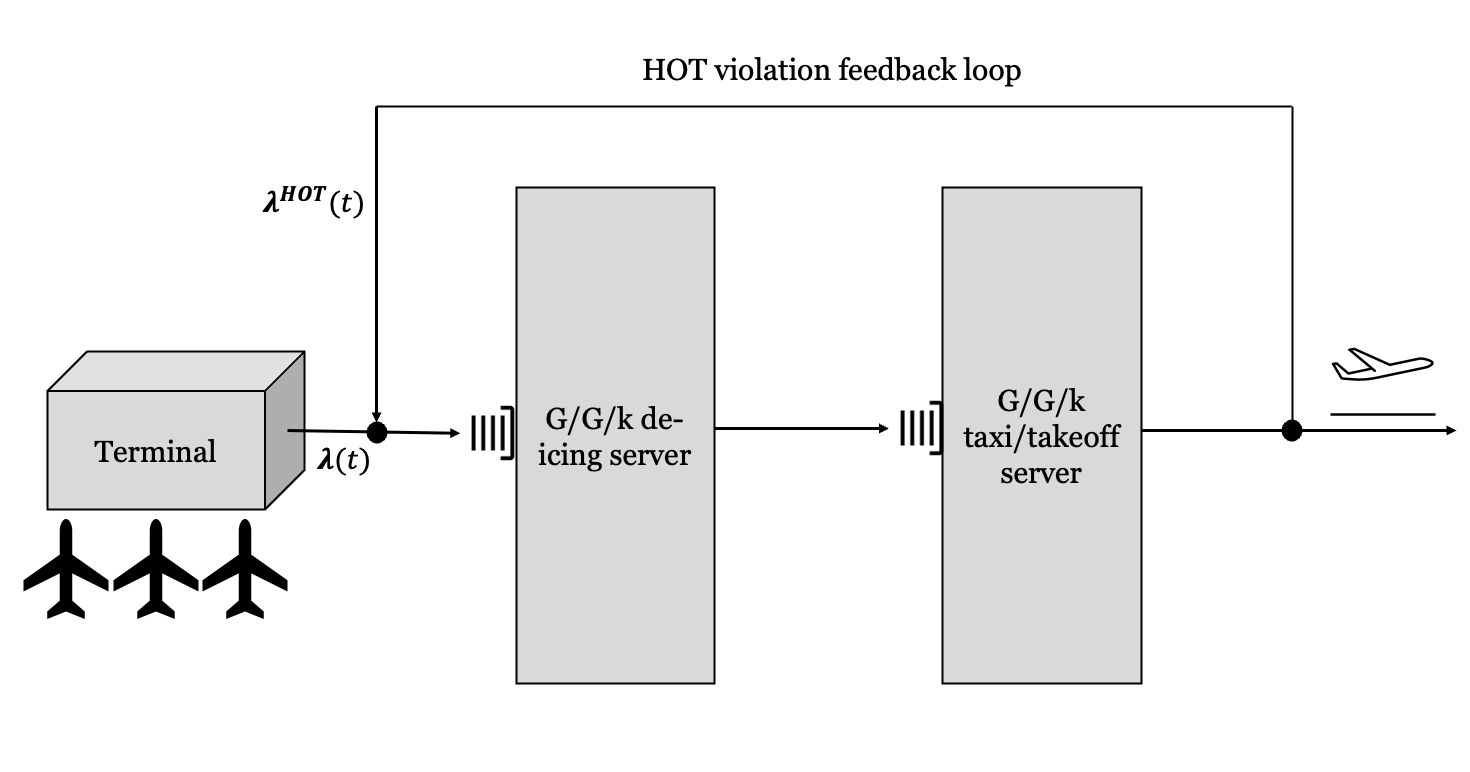 HOT violation feedback loop
λ^HOT(t)
Terminal
λ(t)
G/G/k de-
icing server
G/G/k
taxi/takeoff
server